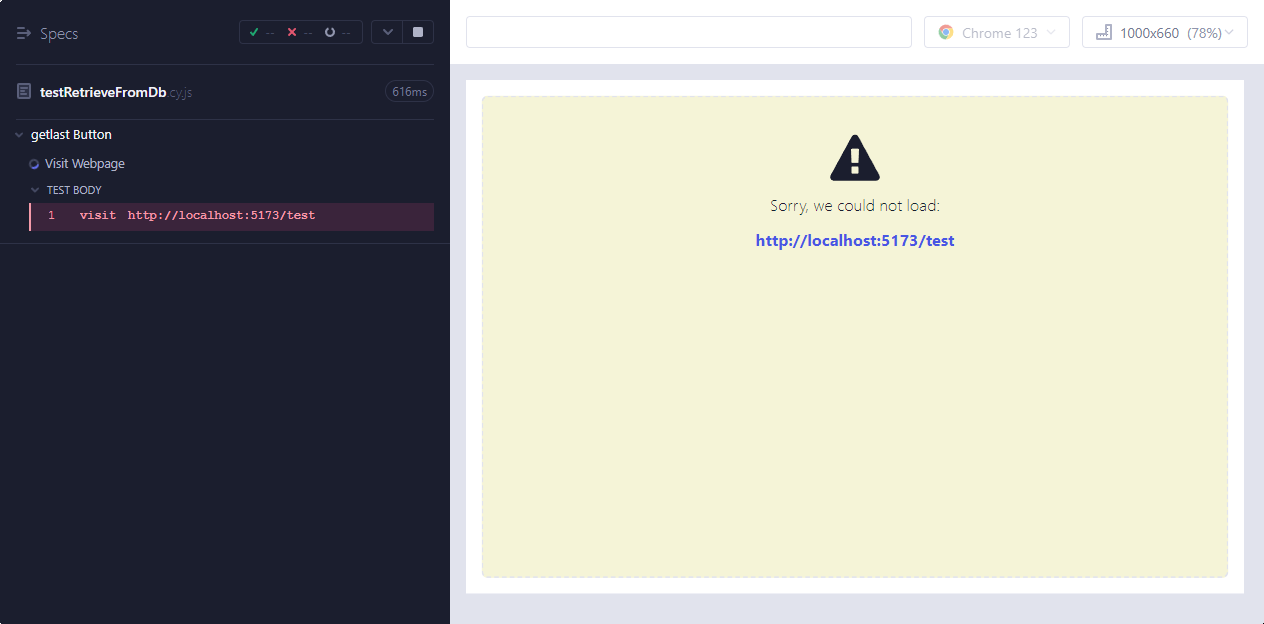 Specs
-- -- --
testRetrieveFromDb.cy.js 616ms
getlast Button
Visit Webpage
TEST BODY
1 visit http://localhost:5173/test
Chrome 123
1000x660 (78%)
Sorry, we could not load:
http://localhost:5173/test